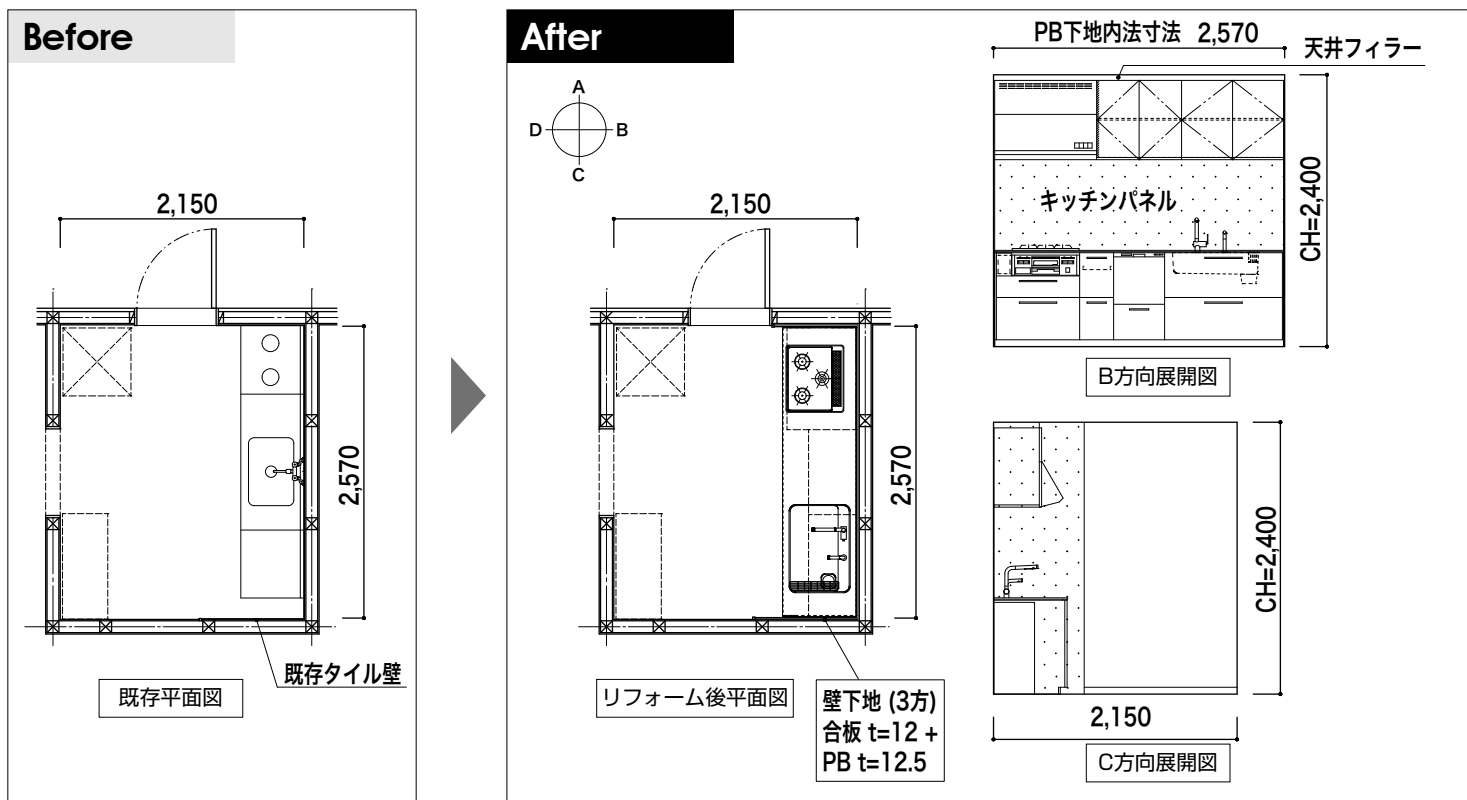 Before
2,150
2,570
既存タイル壁
既存平面図
After
A
D
B
C
2,150
2,570
リフォーム後平面図
壁下地 (3方)
合板 t=12 +
PB t=12.5
PB下地内法寸法 2,570
天井フィラー
キッチンパネル
CH=2,400
B方向展開図
CH=2,400
2,150
C方向展開図